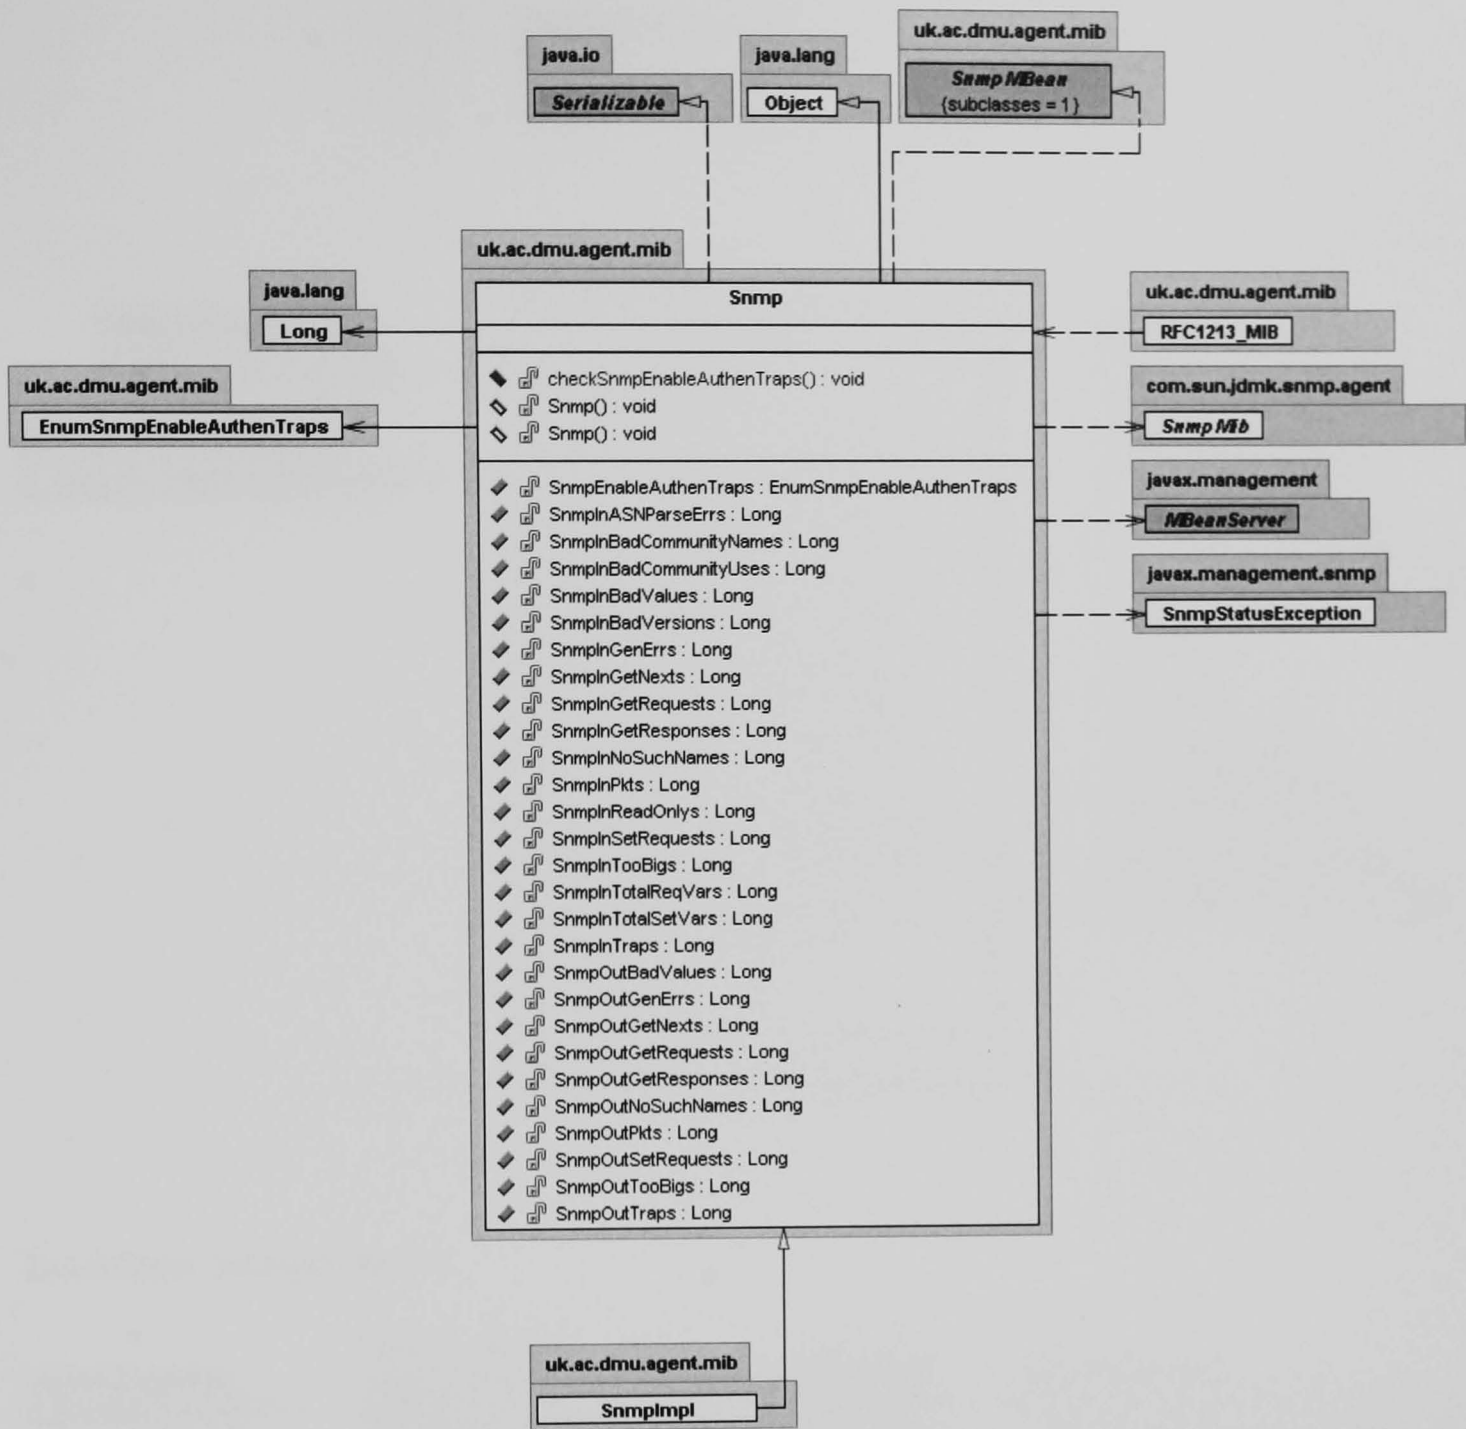 uk.ac.dmu.agent.mib
java.io
java.lang
SnmpMBean
{subclasses = 1}
Serializable
Object
uk.ac.dmu.agent.mib
java.lang
Long
uk.ac.dmu.agent.mib
EnumSnmpEnableAuthenTraps
Snmp
checkSnmpEnableAuthenTraps() : void
Snmp() : void
Snmp() : void
SnmpEnableAuthenTraps : EnumSnmpEnableAuthenTraps
SnmpInASNParseErrs : Long
SnmpInBadCommunityNames : Long
SnmpInBadCommunityUses : Long
SnmpInBadValues : Long
SnmpInBadVersions : Long
SnmpInGenErrs : Long
SnmpInGetNexts : Long
SnmpInGetRequests : Long
SnmpInGetResponses : Long
SnmpInNoSuchNames : Long
SnmpInPkts : Long
SnmpInReadOnlys : Long
SnmpInSetRequests : Long
SnmpInTooBigs : Long
SnmpInTotalReqVars : Long
SnmpInTotalSetVars : Long
SnmpInTraps : Long
SnmpOutBadValues : Long
SnmpOutGenErrs : Long
SnmpOutGetNexts : Long
SnmpOutGetRequests : Long
SnmpOutGetResponses : Long
SnmpOutNoSuchNames : Long
SnmpOutPkts : Long
SnmpOutSetRequests : Long
SnmpOutTooBigs : Long
SnmpOutTraps : Long
uk.ac.dmu.agent.mib
RFC1213_MIB
com.sun.jdmk.snmp.agent
SnmpMib
javax.management
MBeanServer
javax.management.snmp
SnmpStatusException
uk.ac.dmu.agent.mib
SnmpImpl